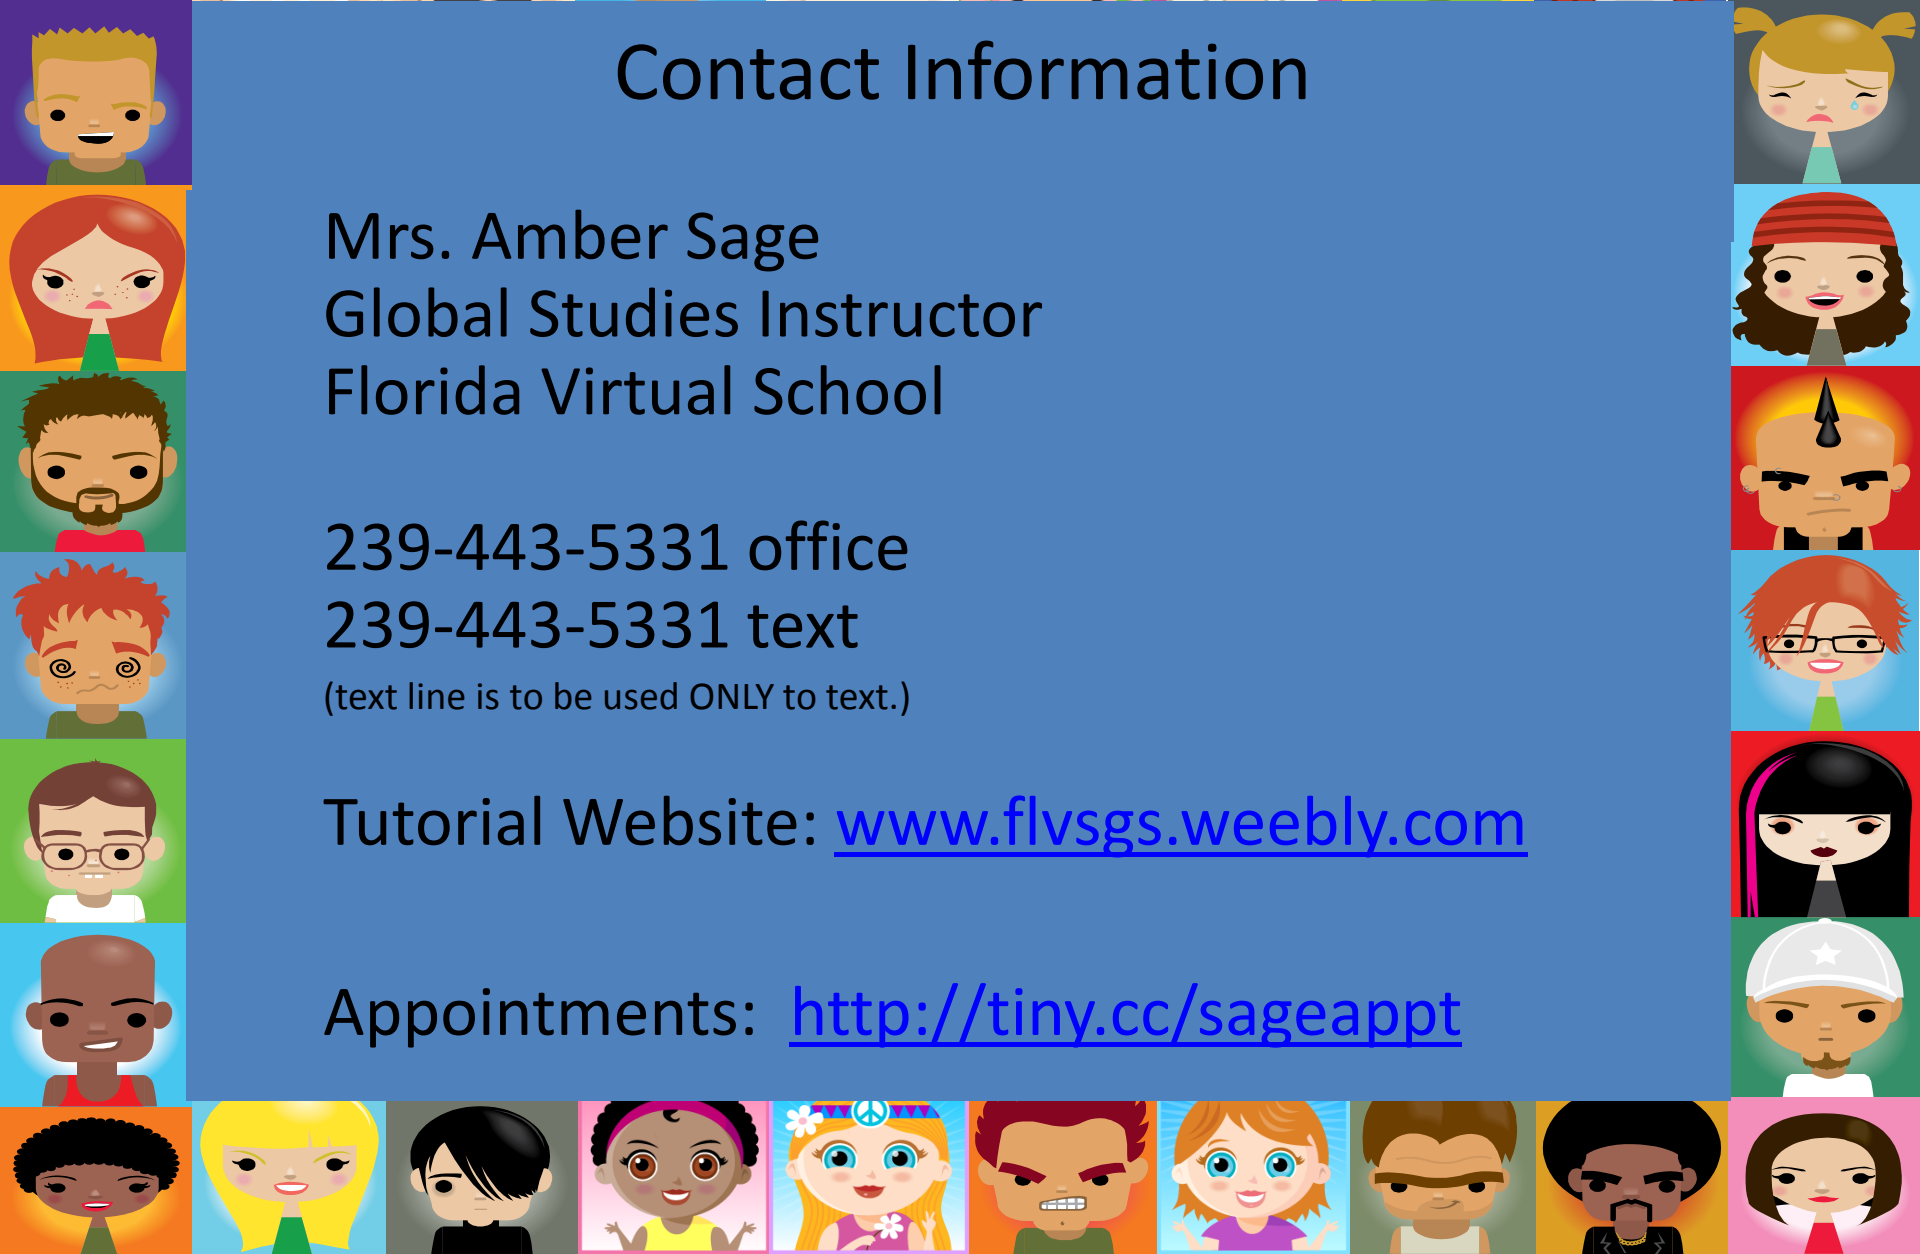 Contact Information
Mrs. Amber Sage
Global Studies Instructor
Florida Virtual School
239-443-5331 office
239-443-5331 text
(text line is to be used ONLY to text.)
Tutorial Website: www.flvsgs.weebly.com
Appointments: http://tiny.cc/sageappt